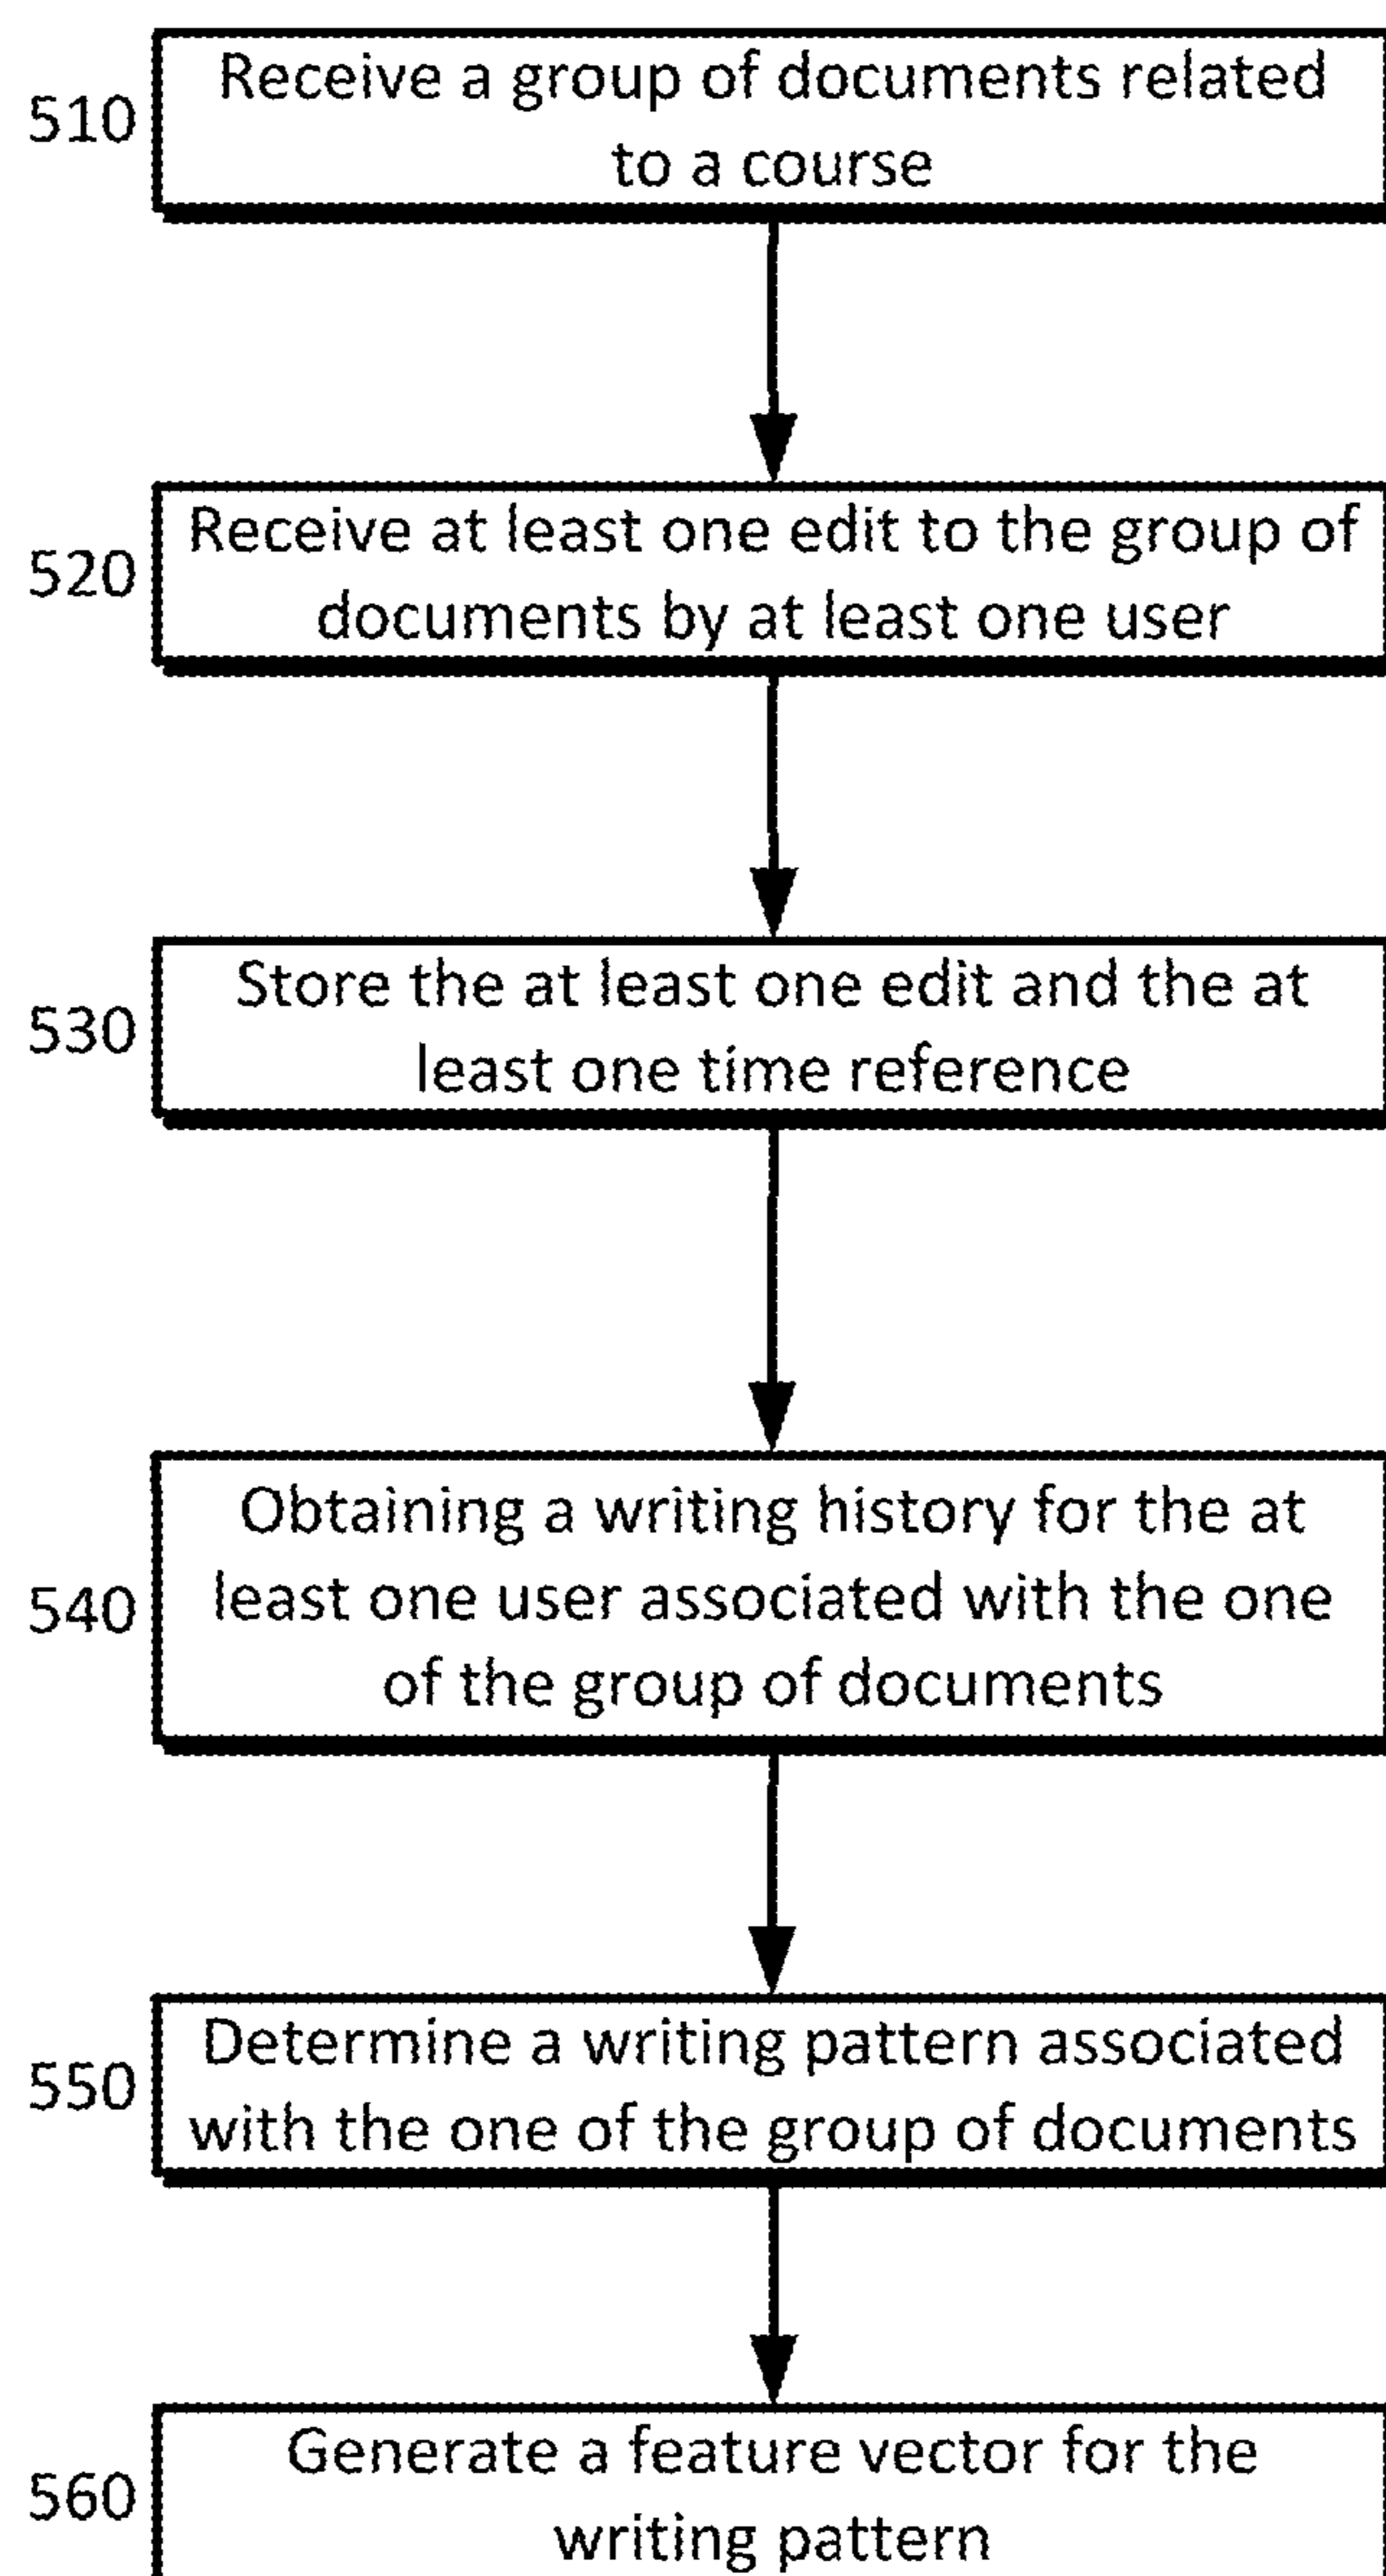 Receive a group of documents related
510
to a course
Receive at least one edit to the group of
520
documents by at least one user
Store the at least one edit and the at
530
least one time reference
Obtaining a writing history for the at
540
least one user associated with the one
of the group of documents
Determine a writing pattern associated
550
with the one of the group of documents
Generate a feature vector for the
560
writing pattern